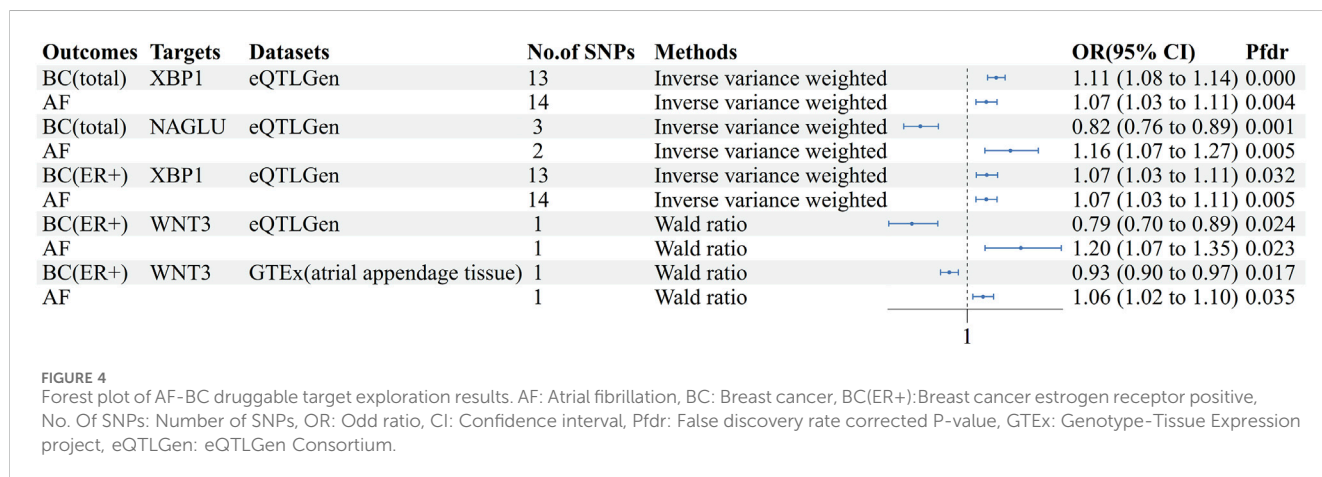 Outcomes Targets Datasets No.of SNPs Methods OR(95% CI) Pfdr
BC(total) XBP1 eQTLGen 13 Inverse variance weighted 1.11 (1.08 to 1.14) 0.000
AF 14 Inverse variance weighted 1.07 (1.03 to 1.11) 0.004
BC(total) NAGLU eQTLGen 3 Inverse variance weighted 0.82 (0.76 to 0.89) 0.001
AF 2 Inverse variance weighted 1.16 (1.07 to 1.27) 0.005
BC(ER+) XBP1 eQTLGen 13 Inverse variance weighted 1.07 (1.03 to 1.11) 0.032
AF 14 Inverse variance weighted 1.07 (1.03 to 1.11) 0.005
BC(ER+) WNT3 eQTLGen 1 Wald ratio 0.79 (0.70 to 0.89) 0.024
AF 1 Wald ratio 1.20 (1.07 to 1.35) 0.023
BC(ER+) WNT3 GTEx(atrial appendage tissue) 1 Wald ratio 0.93 (0.90 to 0.97) 0.017
AF 1 Wald ratio 1.06 (1.02 to 1.10) 0.035
1
FIGURE 4
Forest plot of AF-BC druggable target exploration results. AF: Atrial fibrillation, BC: Breast cancer, BC(ER+):Breast cancer estrogen receptor positive,
No. Of SNPs: Number of SNPs, OR: Odd ratio, CI: Confidence interval, Pfdr: False discovery rate corrected P-value, GTEx: Genotype-Tissue Expression
project, eQTLGen: eQTLGen Consortium.